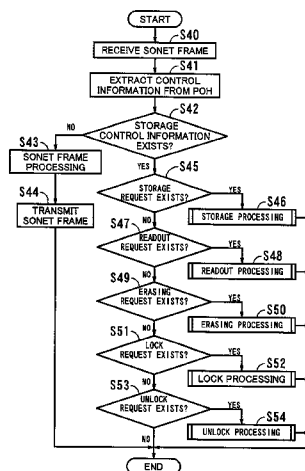 START
S40
RECEIVE SONET FRAME
S41
EXTRACT CONTROL
INFORMATION FROM POH
S42
STORAGE
CONTROL INFORMATION
EXISTS?
NO
YES
S43
SONET FRAME
PROCESSING
S44
TRANSMIT
SONET FRAME
S45
STORAGE
REQUEST EXISTS?
YES
NO
S46
STORAGE PROCESSING
S47
READOUT
REQUEST EXISTS?
YES
NO
S48
READOUT PROCESSING
S49
ERASING
REQUEST EXISTS?
YES
NO
S50
ERASING PROCESSING
S51
LOCK
REQUEST EXISTS?
YES
NO
S52
LOCK PROCESSING
S53
UNLOCK
REQUEST EXISTS?
YES
NO
S54
UNLOCK PROCESSING
END